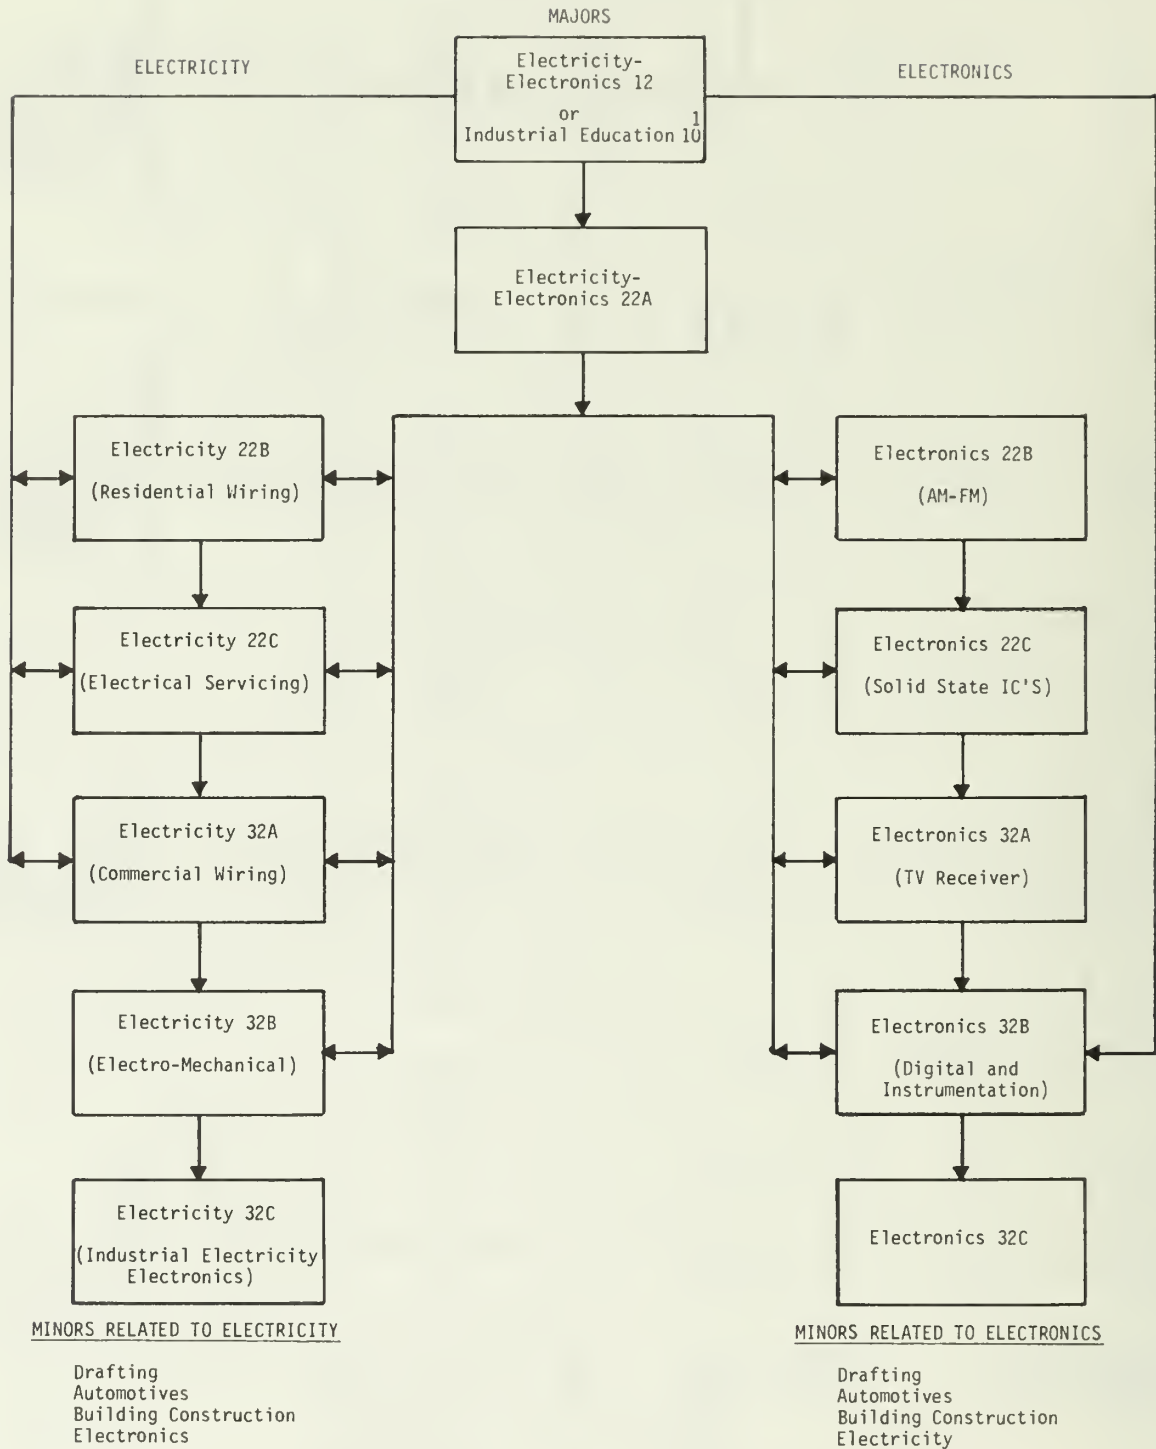 MAJORS
ELECTRICITY
Electricity-
Electronics 12
or
Industrial Education 10 1
ELECTRONICS
Electricity-
Electronics 22A
Electricity 22B
(Residential Wiring)
Electricity 22C
(Electrical Servicing)
Electricity 32A
(Commercial Wiring)
Electricity 32B
(Electro-Mechanical)
Electricity 32C
(Industrial Electricity
Electronics)
Electronics 22B
(AM-FM)
Electronics 22C
(Solid State IC'S)
Electronics 32A
(TV Receiver)
Electronics 32B
(Digital and
Instrumentation)
Electronics 32C
MINORS RELATED TO ELECTRICITY
Drafting
Automotives
Building Construction
Electronics
MINORS RELATED TO ELECTRONICS
Drafting
Automotives
Building Construction
Electricity